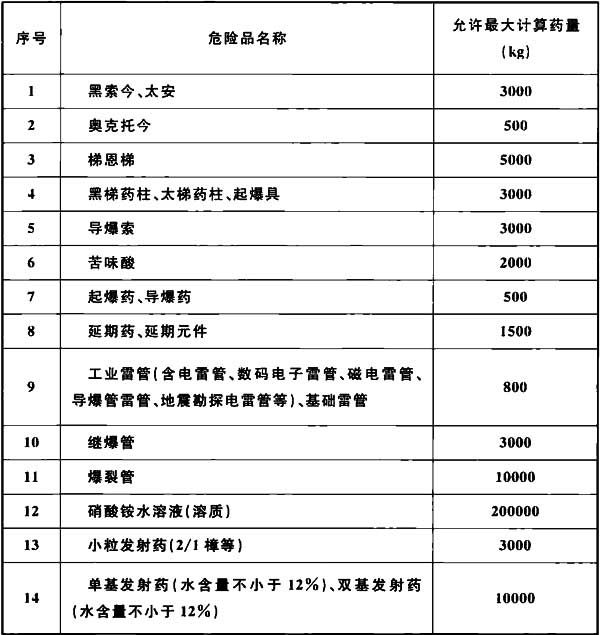 序号 危险品名称 允许最大计算药量
(kg)
1 黑索今、太安 3000
2 奥克托今 500
3 梯恩梯 5000
4 黑梯药柱、太梯药柱、起爆具 3000
5 导爆索 3000
6 苦味酸 2000
7 起爆药、导爆药 500
8 延期药、延期元件 1500
9 工业雷管(含电雷管、数码电子雷管、磁电雷管、 800
导爆管雷管、地震勘探电雷管等)、基础雷管
10 继爆管 3000
11 爆裂管 10000
12 硝酸铵水溶液(溶质) 200000
13 小粒发射药(2/1樟等) 3000
14 单基发射药(水含量不小于12%)、双基发射药 10000
(水含量不小于12%)